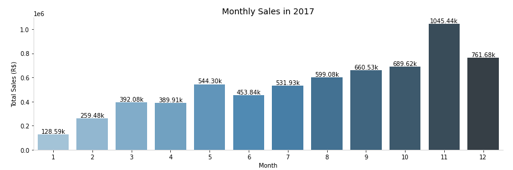 Monthly Sales in 2017
1e6
Total Sales (R$)
1.0
0.8
0.6
0.4
0.2
0.0
128.59k
259.48k
392.08k
389.91k
544.30k
453.84k
531.93k
599.08k
660.53k
689.62k
1045.44k
761.68k
1 2 3 4 5 6 7 8 9 10 11 12
Month